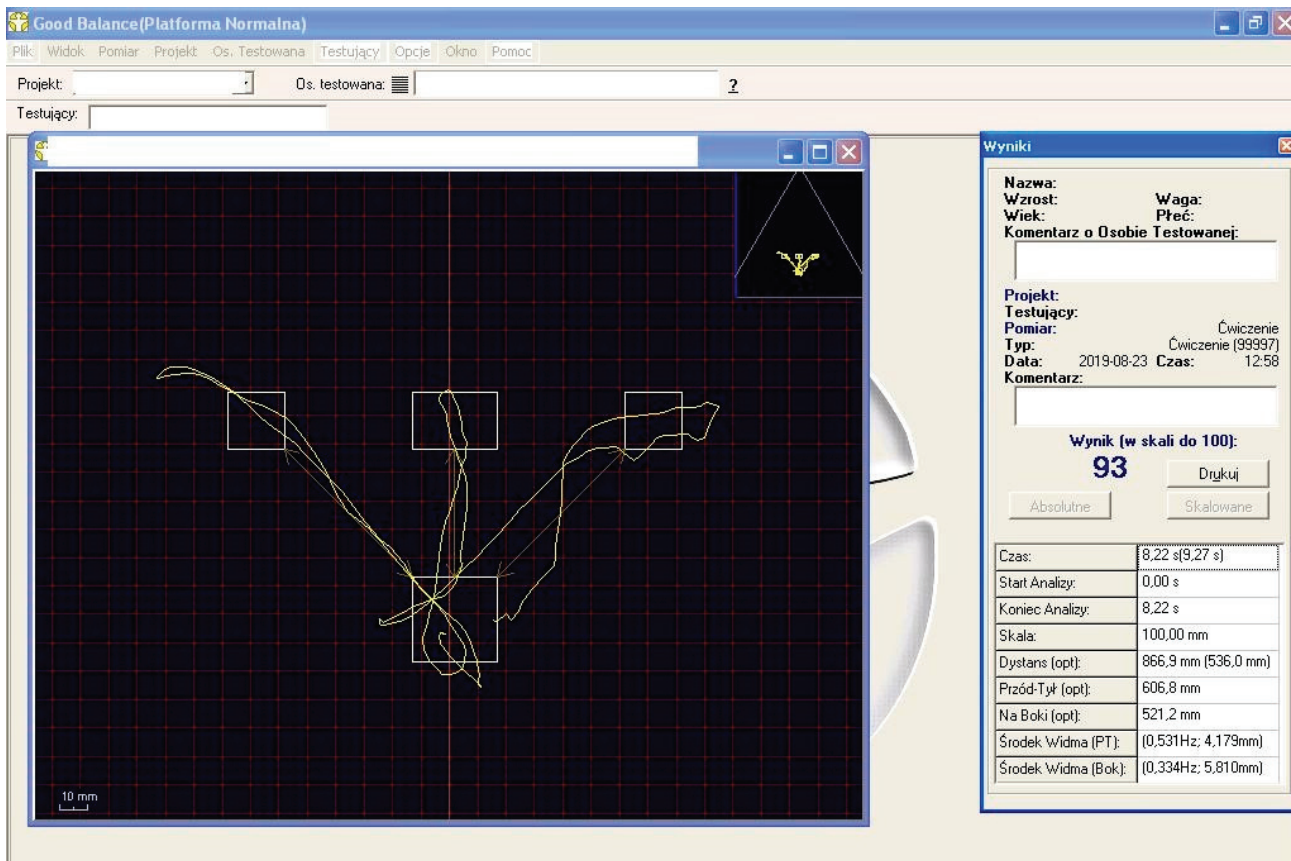 Good Balance(Platforma Normalna)
Plik Widok Pomiar Projekt Os. Testowana Testujący Opcje Okno Pomoc
Projekt: Os. testowana: ?
Testujący:
10 mm
Wyniki
Nazwa:
Wzrost: Waga:
Wiek: Płeć:
Komentarz o Osobie Testowanej:
Projekt:
Testujący:
Pomiar: Ćwiczenie
Typ: Ćwiczenie (99997)
Data: 2019-08-23 Czas: 12:58
Komentarz:
Wynik (w skali do 100):
93 Drukuj
Absolutne Skalowane
Czas: 8,22 s(9,27 s)
Start Analizy: 0,00 s
Koniec Analizy: 8,22 s
Skala: 100,00 mm
Dystans (opt): 866,9 mm (536,0 mm)
Przód-Tył (opt): 606,8 mm
Na Boki (opt): 521,2 mm
Środek Widma (PT): (0,531Hz; 4,179mm)
Środek Widma (Bok): (0,334Hz; 5,810mm)